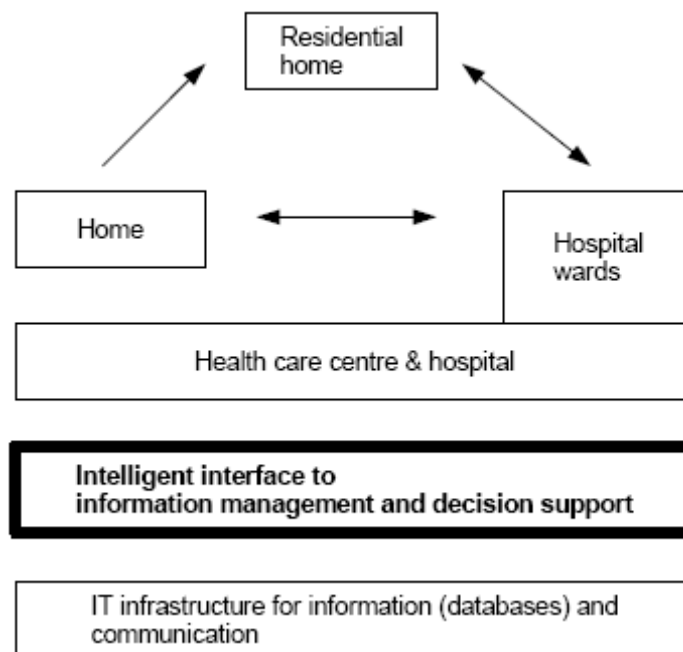 Residential
home
Home
Hospital
wards
Health care centre & hospital
Intelligent interface to
information management and decision support
IT infrastructure for information (databases) and
communication